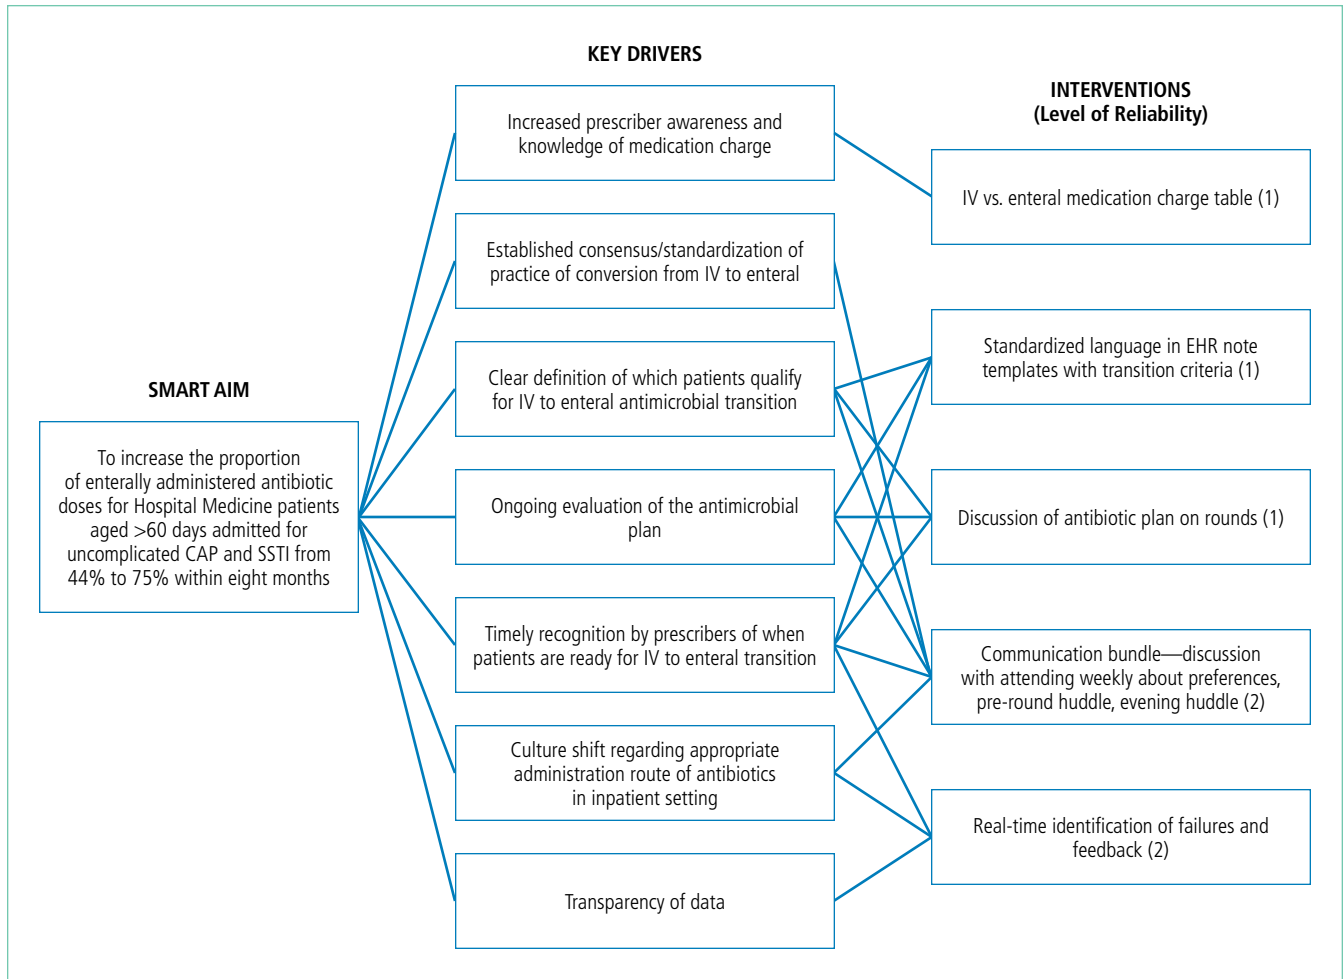 SMART AIM
To increase the proportion
of enterally administered antibiotic
doses for Hospital Medicine patients
aged >60 days admitted for
uncomplicated CAP and SSTI from
44% to 75% within eight months
KEY DRIVERS
Increased prescriber awareness and
knowledge of medication charge
Established consensus/standardization of
practice of conversion from IV to enteral
Clear definition of which patients qualify
for IV to enteral antimicrobial transition
Ongoing evaluation of the antimicrobial
plan
Timely recognition by prescribers of when
patients are ready for IV to enteral transition
Culture shift regarding appropriate
administration route of antibiotics
in inpatient setting
Transparency of data
INTERVENTIONS
(Level of Reliability)
IV vs. enteral medication charge table (1)
Standardized language in EHR note
templates with transition criteria (1)
Discussion of antibiotic plan on rounds (1)
Communication bundle—discussion
with attending weekly about preferences,
pre-round huddle, evening huddle (2)
Real-time identification of failures and
feedback (2)